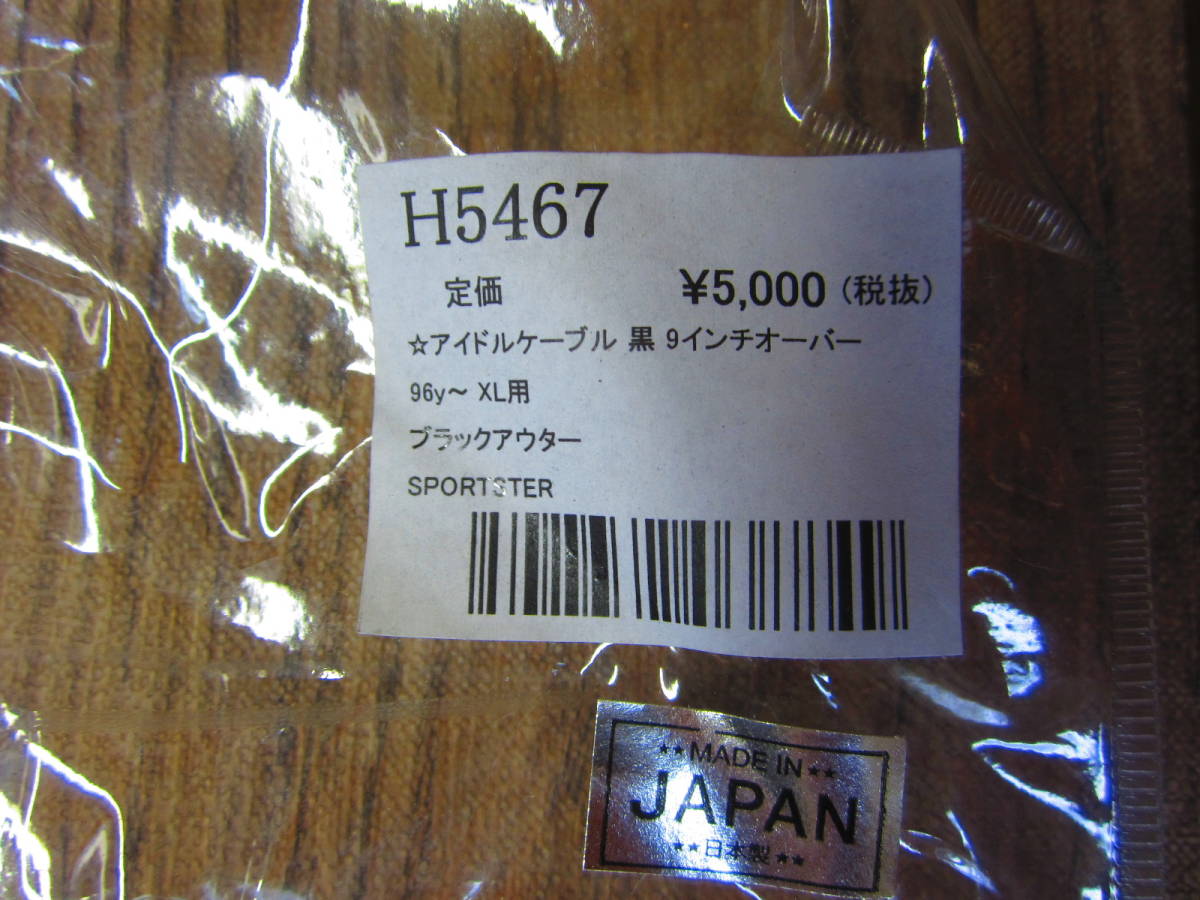 H5467
定価 ¥5,000（税抜）
☆アイドルケーブル 黒 9インチオーバー
96y～ XL用
ブラックアウター
SPORTSTER
★★MADE IN★★
JAPAN
★★日本製★★